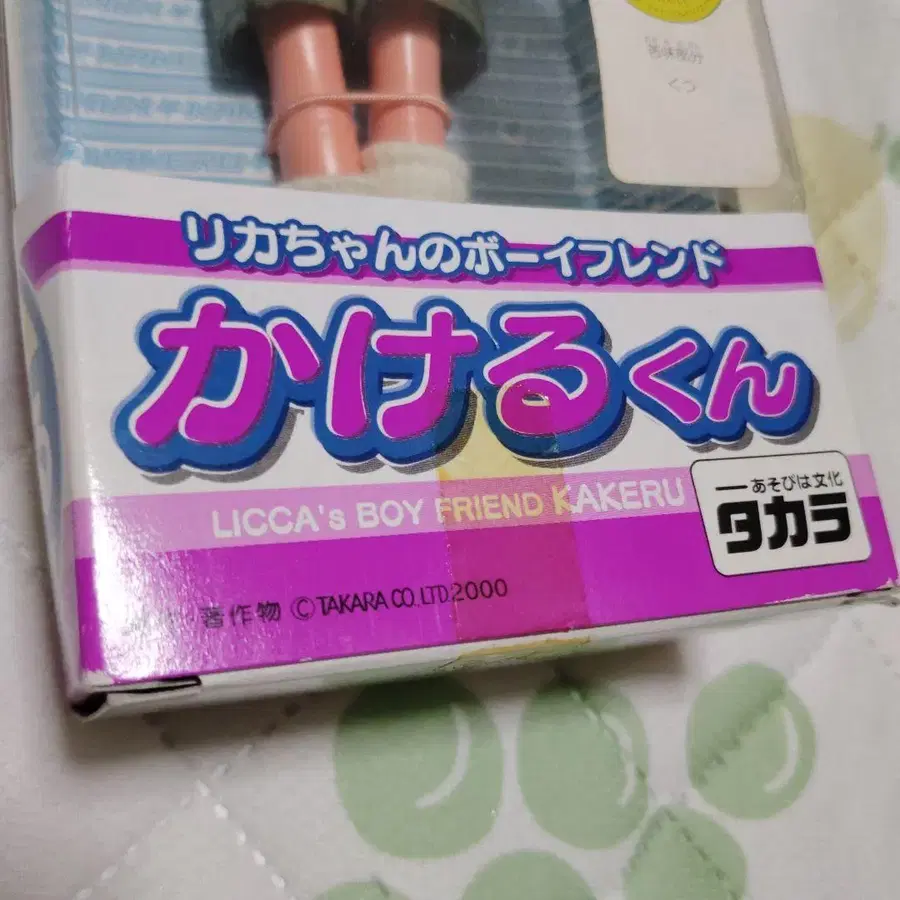 くつ
リカちゃんのボーイフレンド
かけるくん
LICCA's BOY FRIEND KAKERU
あそびは文化
タカラ
著作物 © TAKARA CO.,LTD.2000